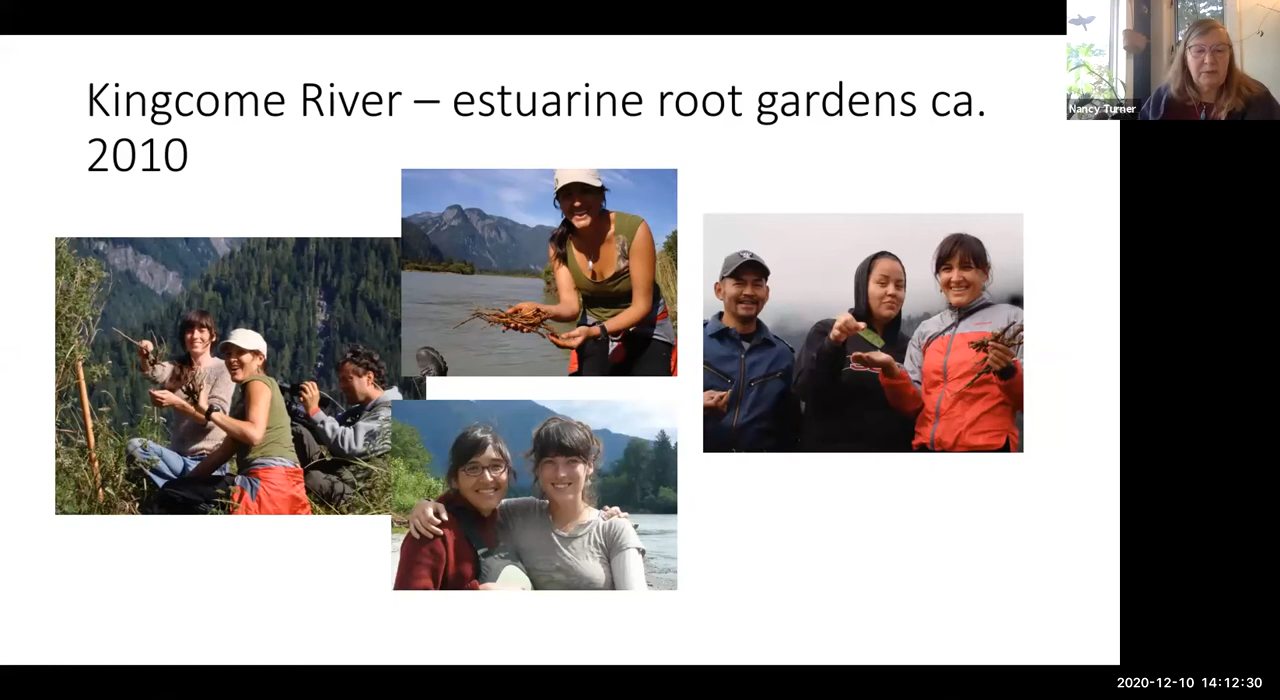 Kingcome River – estuarine root gardens ca.
2010
Nancy Turner
2020-12-10 14:12:30